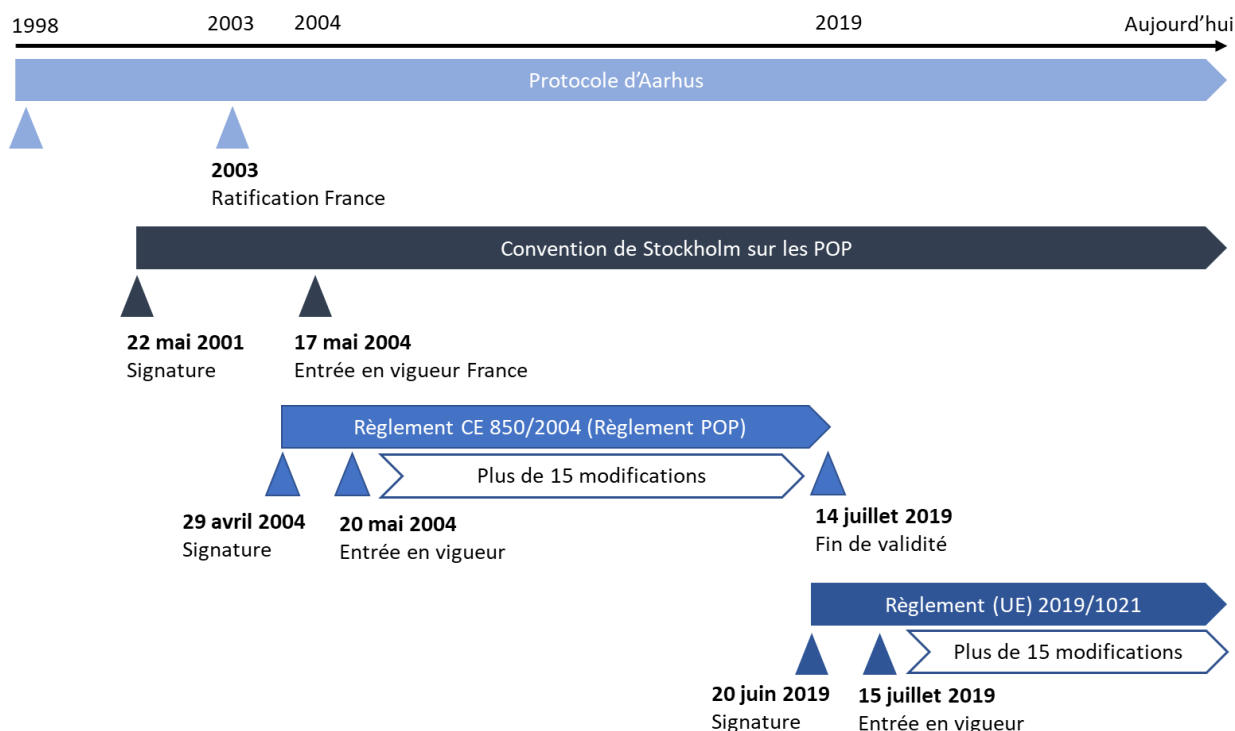 1998 2003 2004 2019 Aujourd’hui
Protocole d’Aarhus
2003
Ratification France
Convention de Stockholm sur les POP
22 mai 2001 17 mai 2004
Signature Entrée en vigueur France
Règlement CE 850/2004 (Règlement POP)
Plus de 15 modifications
29 avril 2004 20 mai 2004 14 juillet 2019
Signature Entrée en vigueur Fin de validité
Règlement (UE) 2019/1021
Plus de 15 modifications
20 juin 2019 15 juillet 2019
Signature Entrée en vigueur